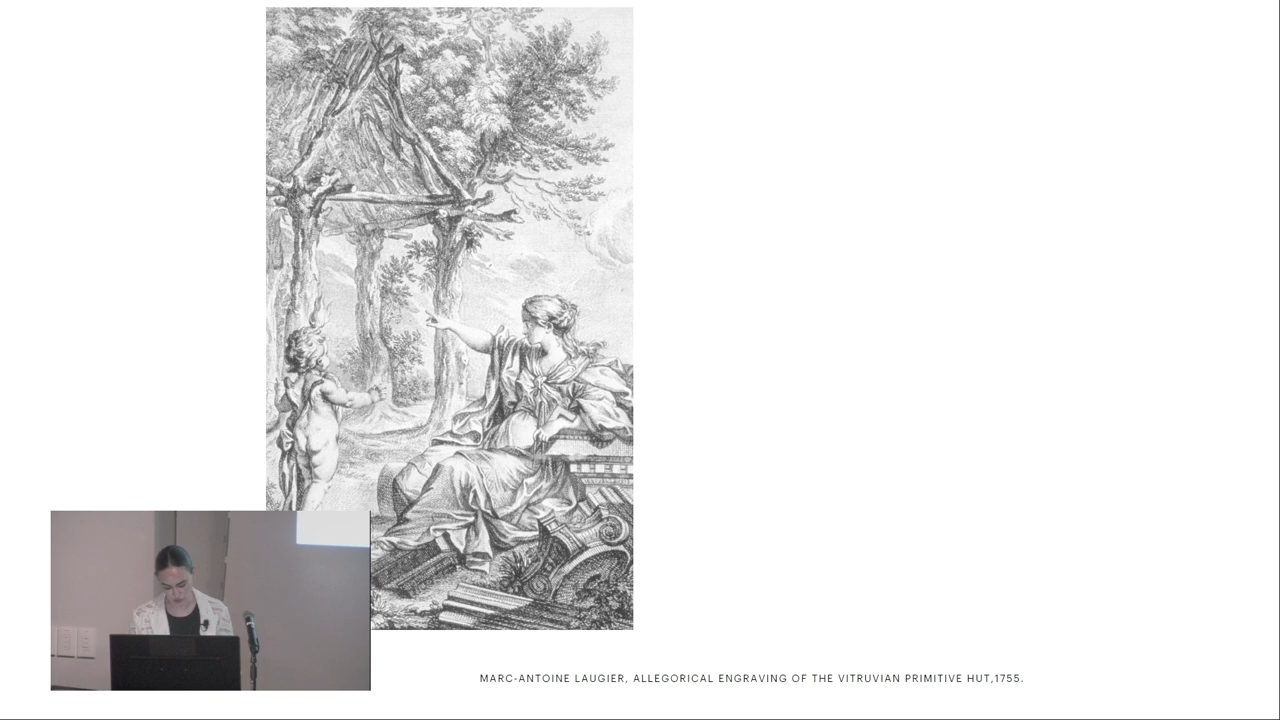 MARC-ANTOINE LAUGIER, ALLEGORICAL ENGRAVING OF THE VITRUVIAN PRIMITIVE HUT,1755.